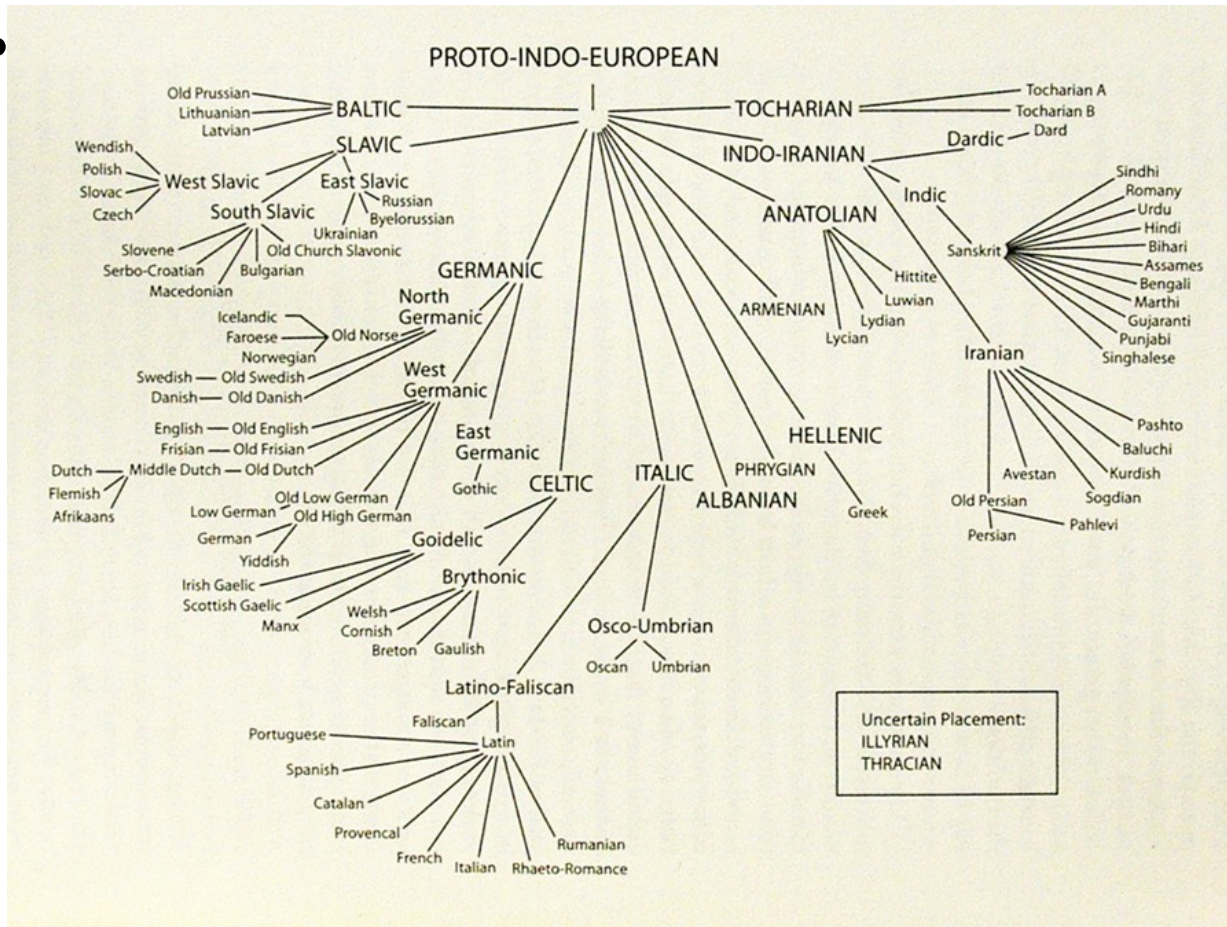 PROTO-INDO-EUROPEAN
BALTIC
Old Prussian
Lithuanian
Latvian
SLAVIC
West Slavic
Wendish
Polish
Slovac
Czech
East Slavic
Russian
Byelorussian
Ukrainian
South Slavic
Old Church Slavonic
Slovene
Serbo-Croatian
Macedonian
Bulgarian
GERMANIC
North
Germanic
Icelandic
Faroese
Norwegian
Old Norse
Swedish
Old Swedish
Danish
Old Danish
West
Germanic
English
Old English
Frisian
Old Frisian
Dutch
Flemish
Afrikaans
Middle Dutch
Old Dutch
Old Low German
Low German
Old High German
German
Yiddish
East
Germanic
Gothic
CELTIC
Goidelic
Irish Gaelic
Scottish Gaelic
Manx
Brythonic
Welsh
Cornish
Breton
Gaulish
ITALIC
Osco-Umbrian
Oscan
Umbrian
Latino-Faliscan
Faliscan
Latin
Portuguese
Spanish
Catalan
Provencal
French
Italian
Rhaeto-Romance
Rumanian
ALBANIAN
PHRYGIAN
HELLENIC
Greek
ARMENIAN
ANATOLIAN
Hittite
Luwian
Lydian
Lycian
TOCHARIAN
Tocharian A
Tocharian B
INDO-IRANIAN
Dardic
Dard
Indic
Sanskrit
Sindhi
Romany
Urdu
Hindi
Bihari
Assames
Bengali
Marthi
Gujaranti
Punjabi
Singhalese
Iranian
Pashto
Baluchi
Kurdish
Sogdian
Avestan
Old Persian
Persian
Pahlevi
Uncertain Placement:
ILLYRIAN
THRACIAN